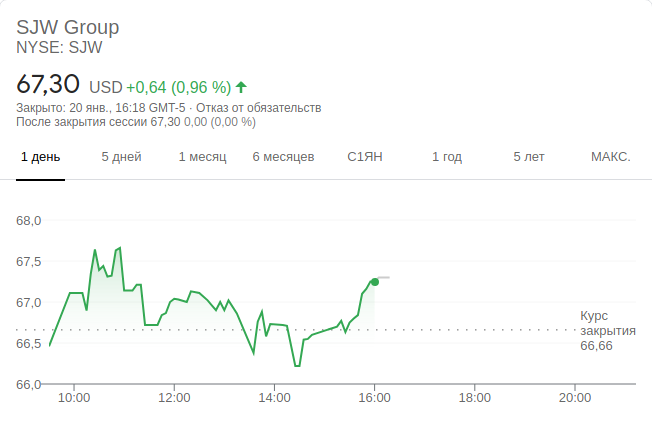 SJW Group
NYSE: SJW
67,30 USD +0,64 (0,96 %)
Закрыто: 20 янв., 16:18 GMT-5 · Отказ от обязательств
После закрытия сессии 67,30 0,00 (0,00 %)
1 день 5 дней 1 месяц 6 месяцев С1ЯН 1 год 5 лет МАКС.
68,0
67,5
67,0
66,5
66,0
Курс
закрытия
66,66
10:00 12:00 14:00 16:00 18:00 20:00